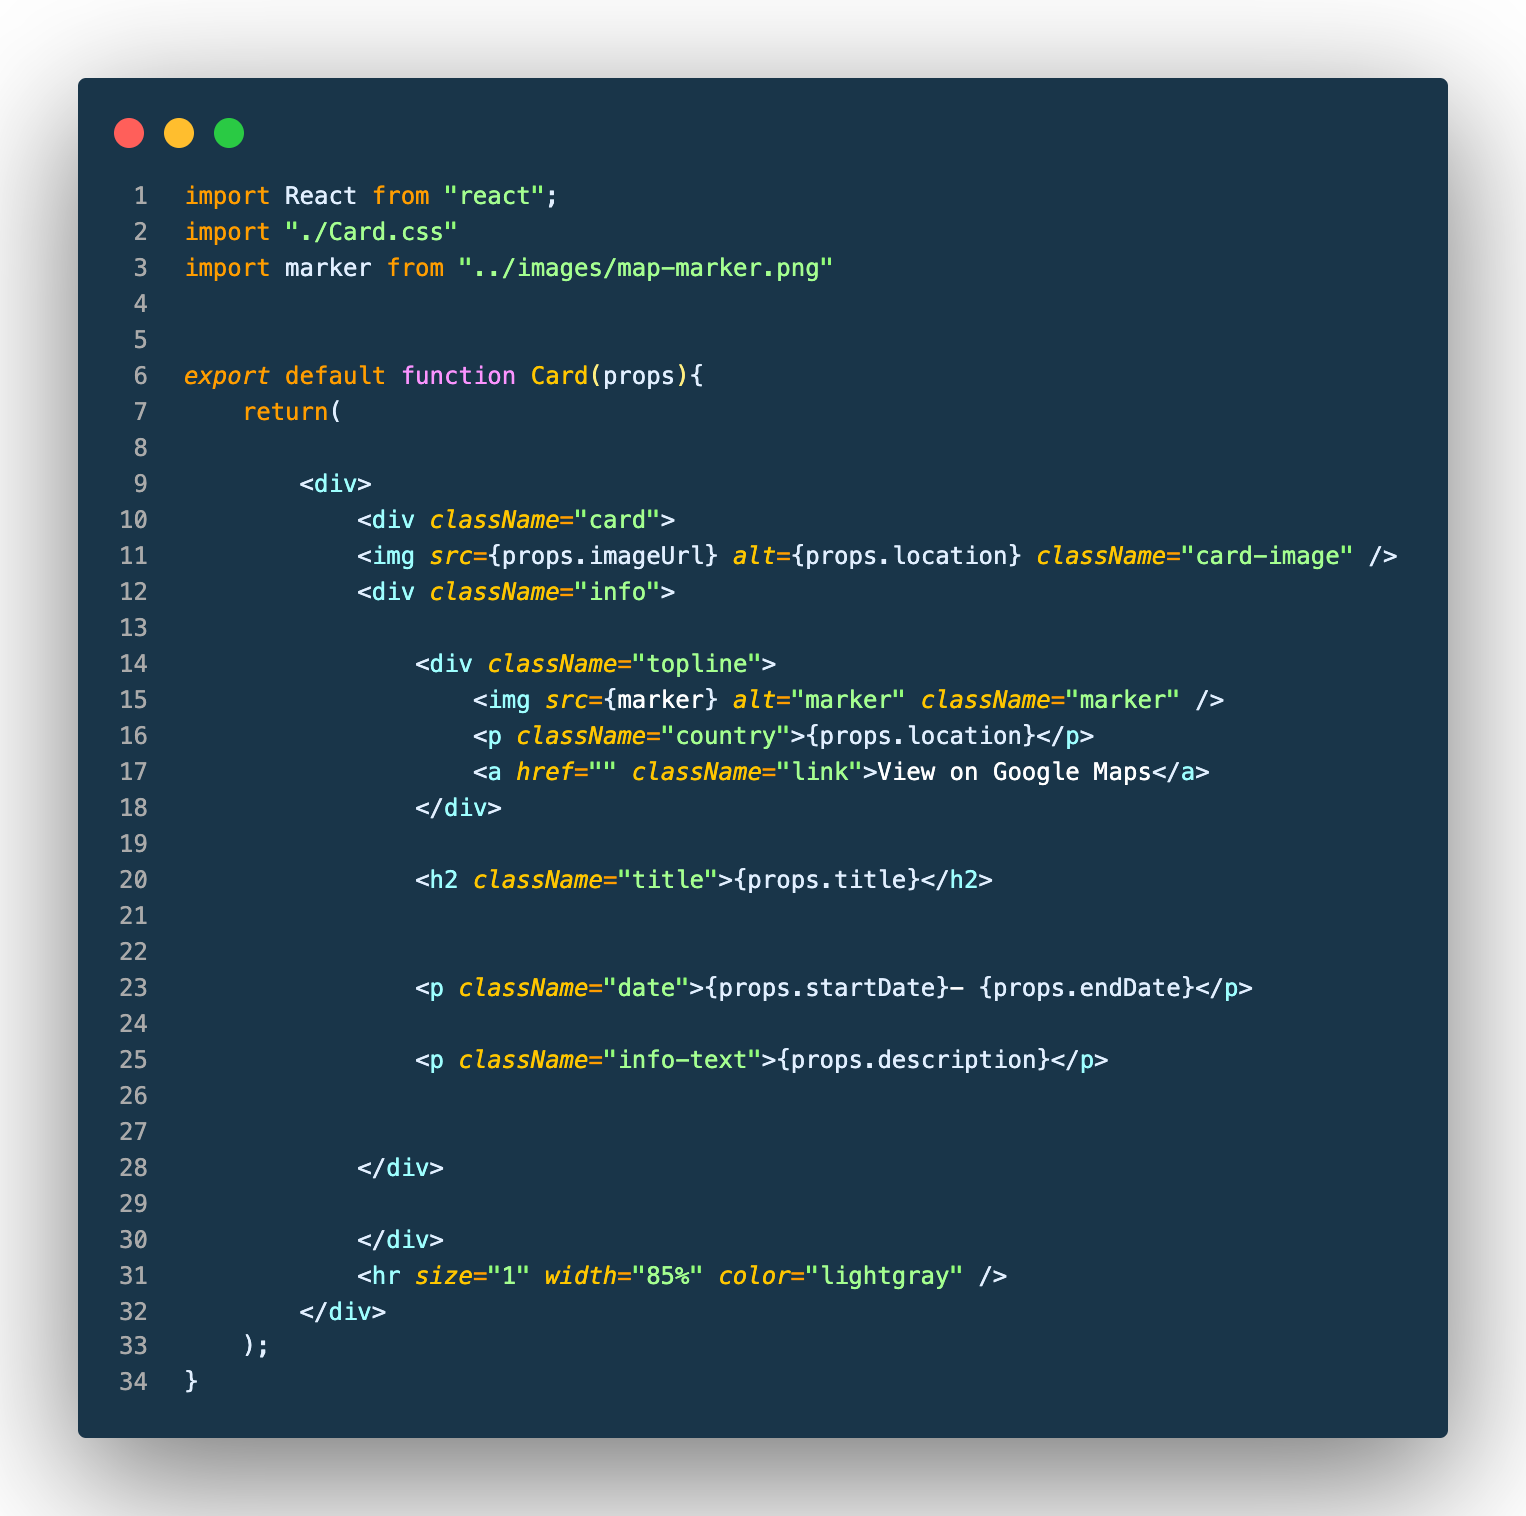 1 import React from "react";
2 import "./Card.css"
3 import marker from "../images/map-marker.png"
4
5
6 export default function Card(props){
7     return(
8
9         <div>
10             <div className="card">
11             <img src={props.imageUrl} alt={props.location} className="card-image" />
12             <div className="info">
13
14                 <div className="topline">
15                     <img src={marker} alt="marker" className="marker" />
16                     <p className="country">{props.location}</p>
17                     <a href="" className="link">View on Google Maps</a>
18                 </div>
19
20                 <h2 className="title">{props.title}</h2>
21
22
23                 <p className="date">{props.startDate}- {props.endDate}</p>
24
25                 <p className="info-text">{props.description}</p>
26
27
28             </div>
29
30             </div>
31             <hr size="1" width="85%" color="lightgray" />
32         </div>
33     );
34 }